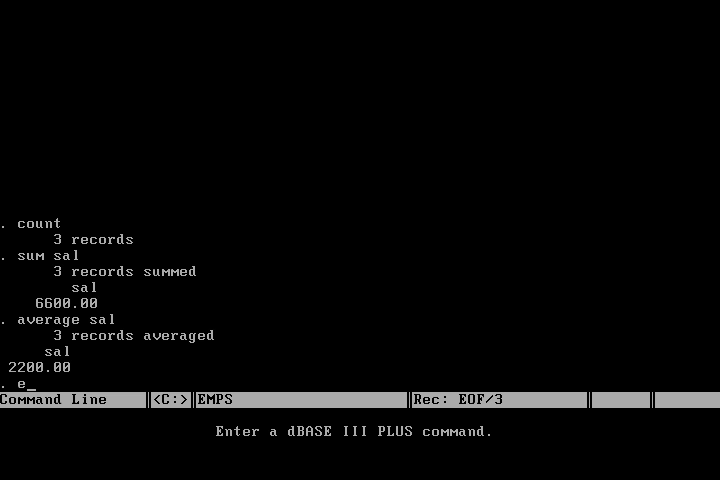 . count
     3 records
. sum sal
     3 records summed
       sal
   6600.00
. average sal
     3 records averaged
    sal
2200.00
. e_
Command Line <C:> EMPS Rec: EOF/3
Enter a dBASE III PLUS command.